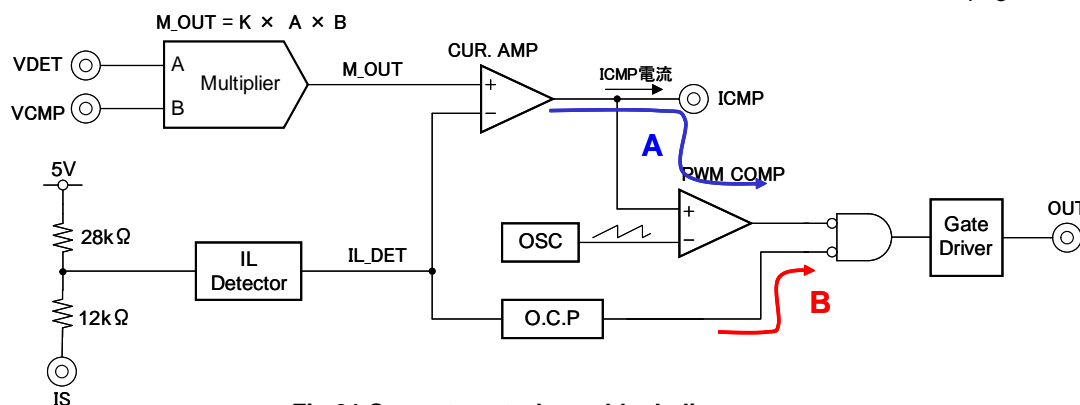 M_OUT = K × A × B
VDET
A
Multiplier
VCMP
B
M_OUT
CUR. AMP
+
−
ICMP電流
ICMP
A
PWM COMP
+
−
OSC
5V
28kΩ
12kΩ
IS
IL
Detector
IL_DET
O.C.P
B
Gate
Driver
OUT